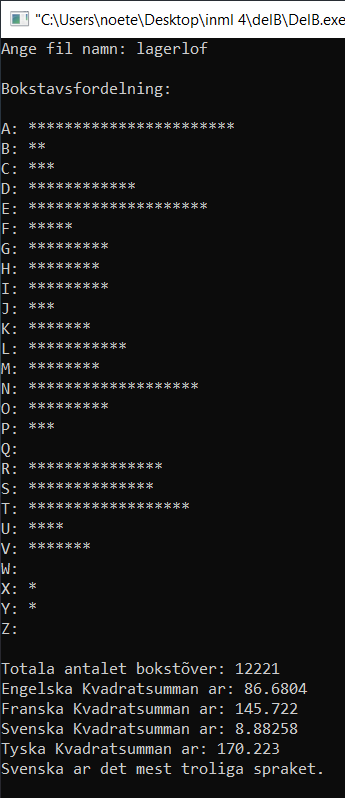 "C:\Users\noete\Desktop\inml 4\delB\DelB.exe
Ange fil namn: lagerlof
Bokstavsfordelning:
A: ***********************
B: **
C: ***
D: ************
E: ********************
F: *****
G: *********
H: ********
I: *********
J: ***
K: *******
L: ***********
M: ********
N: *******************
O: *********
P: ***
Q:
R: ***************
S: **************
T: ******************
U: ****
V: *******
W:
X: *
Y: *
Z:
Totala antalet bokstõver: 12221
Engelska Kvadratsumman ar: 86.6804
Franska Kvadratsumman ar: 145.722
Svenska Kvadratsumman ar: 8.88258
Tyska Kvadratsumman ar: 170.223
Svenska ar det mest troliga spraket.